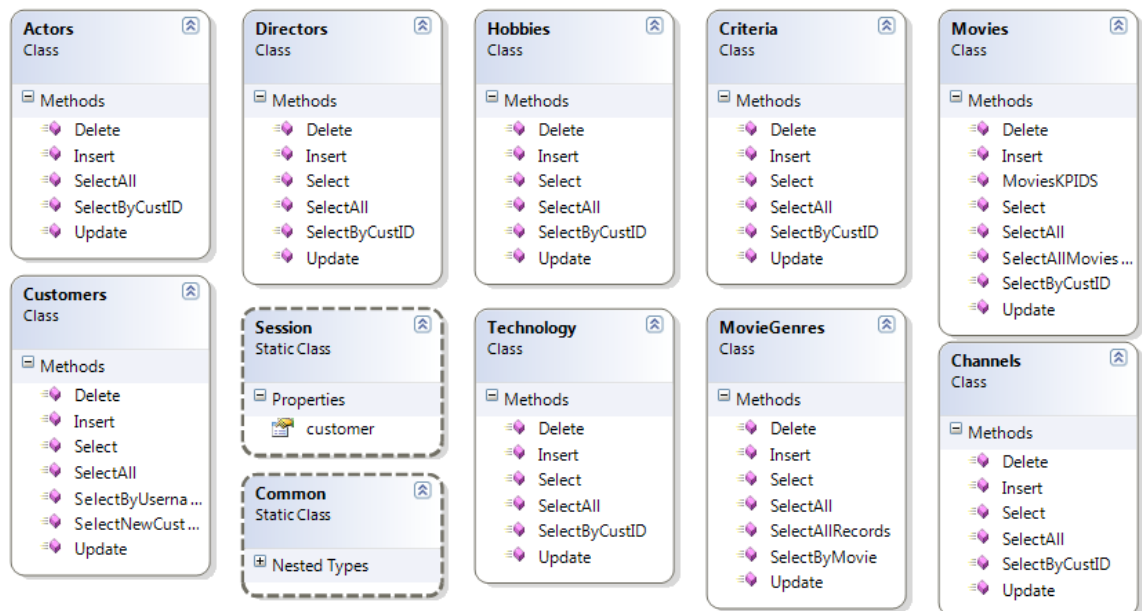 Actors
Class
Methods
Delete
Insert
SelectAll
SelectByCustID
Update
Directors
Class
Methods
Delete
Insert
Select
SelectAll
SelectByCustID
Update
Hobbies
Class
Methods
Delete
Insert
Select
SelectAll
SelectByCustID
Update
Criteria
Class
Methods
Delete
Insert
Select
SelectAll
SelectByCustID
Update
Movies
Class
Methods
Delete
Insert
MoviesKPIDS
Select
SelectAll
SelectAllMovies...
SelectByCustID
Update
Customers
Class
Methods
Delete
Insert
Select
SelectAll
SelectByUserna...
SelectNewCust...
Update
Session
Static Class
Properties
customer
Common
Static Class
Nested Types
Technology
Class
Methods
Delete
Insert
Select
SelectAll
SelectByCustID
Update
MovieGenres
Class
Methods
Delete
Insert
Select
SelectAll
SelectAllRecords
SelectByMovie
Update
Channels
Class
Methods
Delete
Insert
Select
SelectAll
SelectByCustID
Update